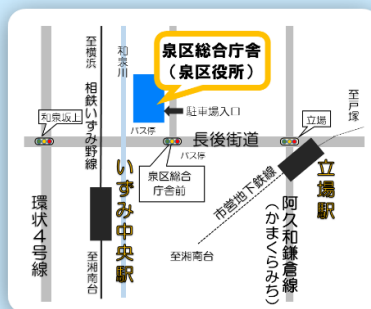 至横浜
相鉄いずみ野線
和泉川
泉区総合庁舎
（泉区役所）
駐車場入口
至戸塚
和泉坂上
バス停
長後街道
立場
バス停
泉区総合
庁舎前
立場駅
市営地下鉄線
環状4号線
いずみ中央駅
至湘南台
至湘南台
阿久和鎌倉線
（かまくらみち）